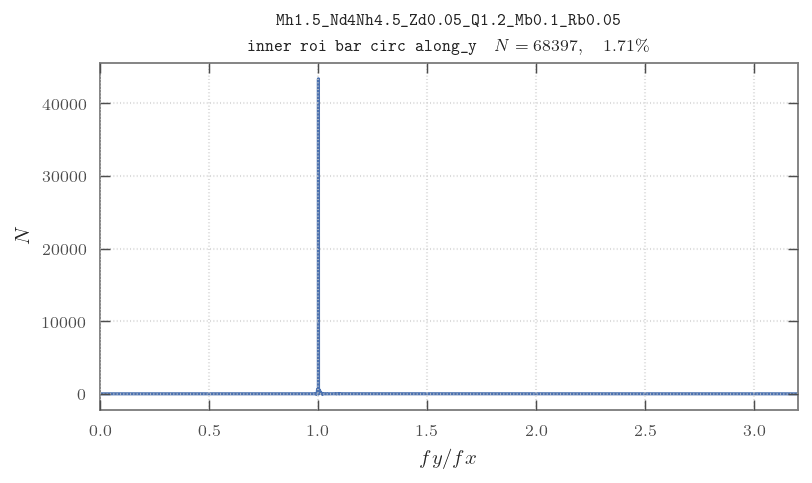 Mh1.5_Nd4Nh4.5_Zd0.05_Q1.2_Mb0.1_Rb0.05
inner roi bar circ along_y N = 68397, 1.71%
40000
30000
20000
10000
0
N
0.0 0.5 1.0 1.5 2.0 2.5 3.0
fy/fx